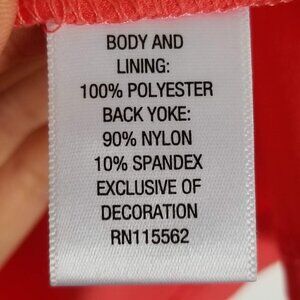 BODY AND
LINING:
100% POLYESTER
BACK YOKE:
90% NYLON
10% SPANDEX
EXCLUSIVE OF
DECORATION
RN115562